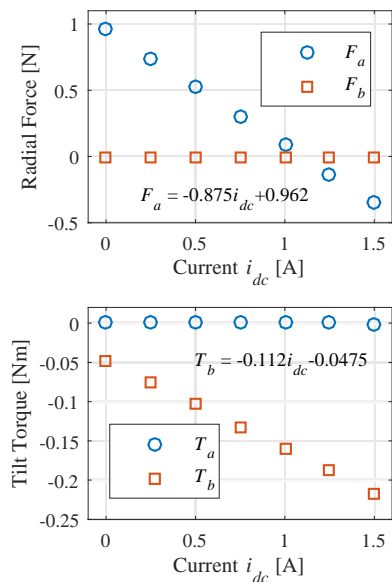 1
0.5
0
-0.5
Radial Force [N]
F_a
F_b
F_a = -0.875i_dc+0.962
0 0.5 1 1.5
Current i_dc [A]
0
-0.05
-0.1
-0.15
-0.2
-0.25
Tilt Torque [Nm]
T_b = -0.112i_dc-0.0475
T_a
T_b
0 0.5 1 1.5
Current i_dc [A]